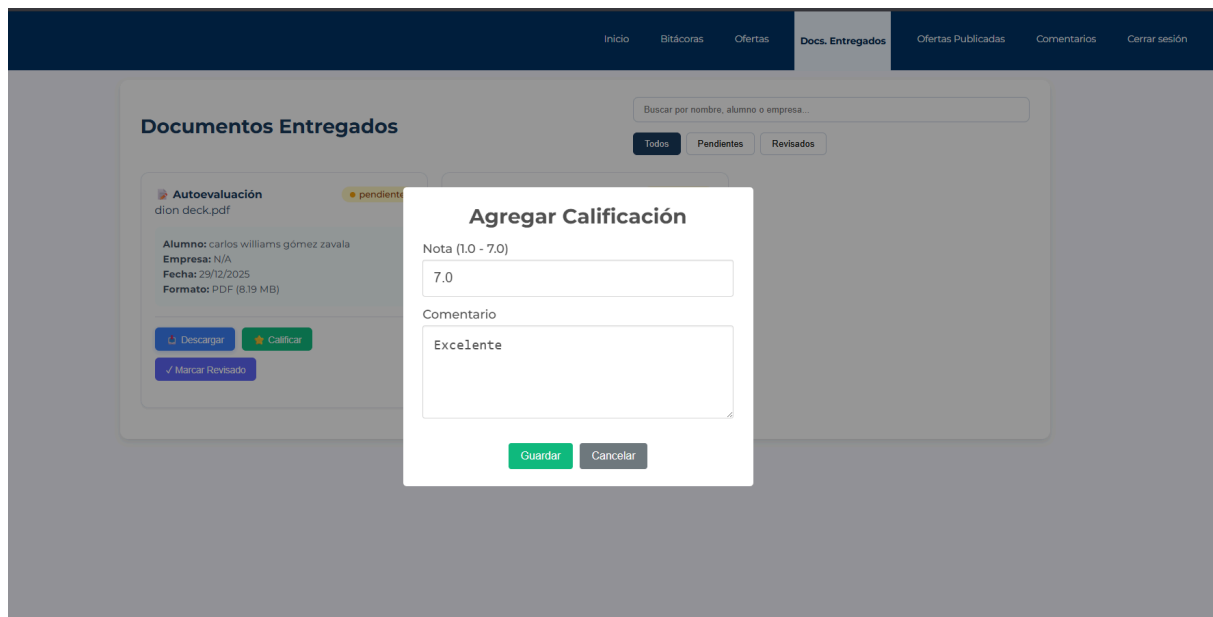 Inicio Bitácoras Ofertas Docs. Entregados Ofertas Publicadas Comentarios Cerrar sesión
Documentos Entregados
Buscar por nombre, alumno o empresa...
Todos Pendientes Revisados
Autoevaluación
pendiente
dion deck.pdf
Alumno: carlos williams gómez zavala
Empresa: N/A
Fecha: 29/12/2025
Formato: PDF (8.19 MB)
Descargar Calificar
✓ Marcar Revisado
Agregar Calificación
Nota (1.0 - 7.0)
7.0
Comentario
Excelente
Guardar Cancelar